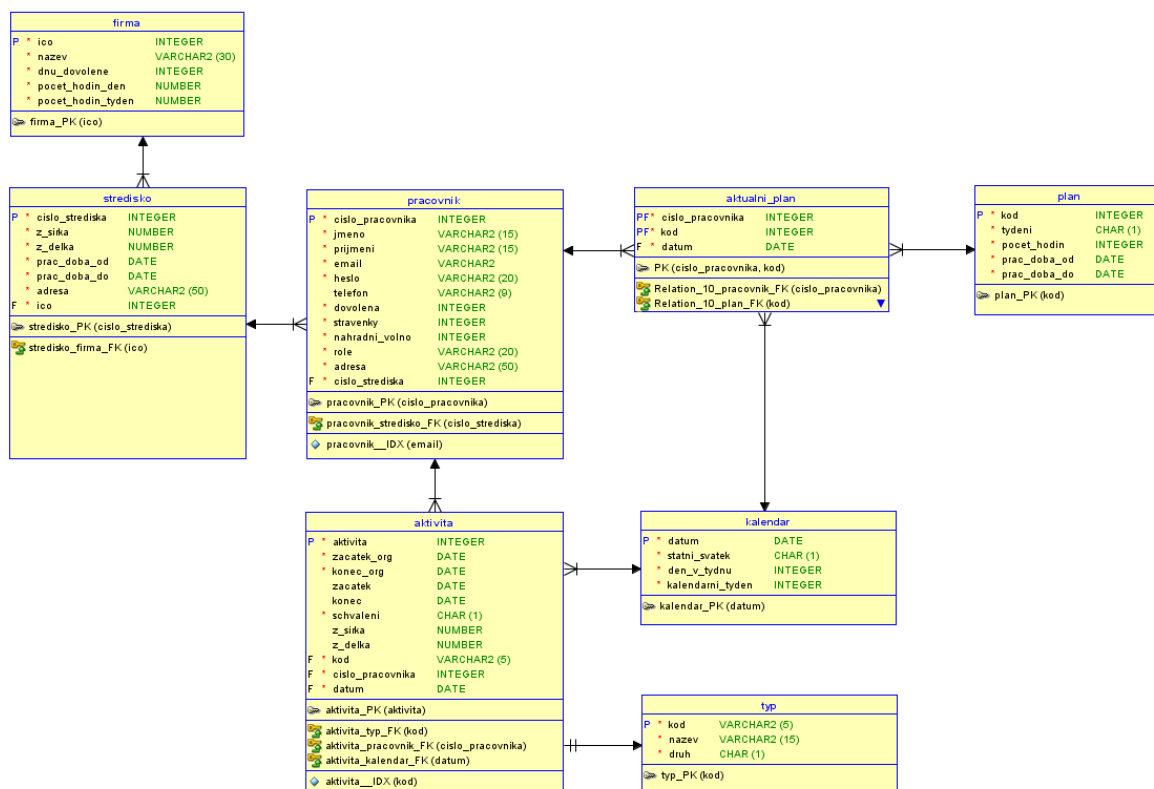 firma
P * ico INTEGER
* nazev VARCHAR2 (30)
* dnu_dovolene INTEGER
* pocet_hodin_den NUMBER
* pocet_hodin_tyden NUMBER
firma_PK (ico)
stredisko
P * cislo_strediska INTEGER
* z_sirka NUMBER
* z_delka NUMBER
* prac_doba_od DATE
* prac_doba_do DATE
* adresa VARCHAR2 (50)
F * ico INTEGER
stredisko_PK (cislo_strediska)
stredisko_firma_FK (ico)
pracovnik
P * cislo_pracovnika INTEGER
* jmeno VARCHAR2 (15)
* prijmeni VARCHAR2 (15)
* email VARCHAR2
* heslo VARCHAR2 (20)
telefon VARCHAR2 (9)
* dovolena INTEGER
* stravenky INTEGER
* nahradni_volno INTEGER
* role VARCHAR2 (20)
* adresa VARCHAR2 (50)
F * cislo_strediska INTEGER
pracovnik_PK (cislo_pracovnika)
pracovnik_stredisko_FK (cislo_strediska)
pracovnik__IDX (email)
aktualni_plan
PF* cislo_pracovnika INTEGER
PF* kod INTEGER
F * datum DATE
PK (cislo_pracovnika, kod)
Relation_10_pracovnik_FK (cislo_pracovnika)
Relation_10_plan_FK (kod)
plan
P * kod INTEGER
* tydeni CHAR (1)
* pocet_hodin INTEGER
* prac_doba_od DATE
* prac_doba_do DATE
plan_PK (kod)
aktivita
P * aktivita INTEGER
* zacatek_org DATE
* konec_org DATE
zacatek DATE
konec DATE
* schvaleni CHAR (1)
z_sirka NUMBER
z_delka NUMBER
F * kod VARCHAR2 (5)
F * cislo_pracovnika INTEGER
F * datum DATE
aktivita_PK (aktivita)
aktivita_typ_FK (kod)
aktivita_pracovnik_FK (cislo_pracovnika)
aktivita_kalendar_FK (datum)
aktivita__IDX (kod)
kalendar
P * datum DATE
* statni_svatek CHAR (1)
* den_v_tydnu INTEGER
* kalendarni_tyden INTEGER
kalendar_PK (datum)
typ
P * kod VARCHAR2 (5)
* nazev VARCHAR2 (15)
* druh CHAR (1)
typ_PK (kod)